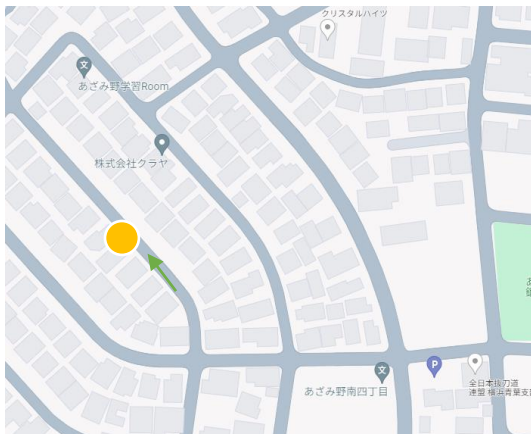 クリスタルハイツ
あざみ野学習Room
株式会社クラヤ
P
あざみ野南四丁目
全日本抜刀道
連盟 横浜青葉支